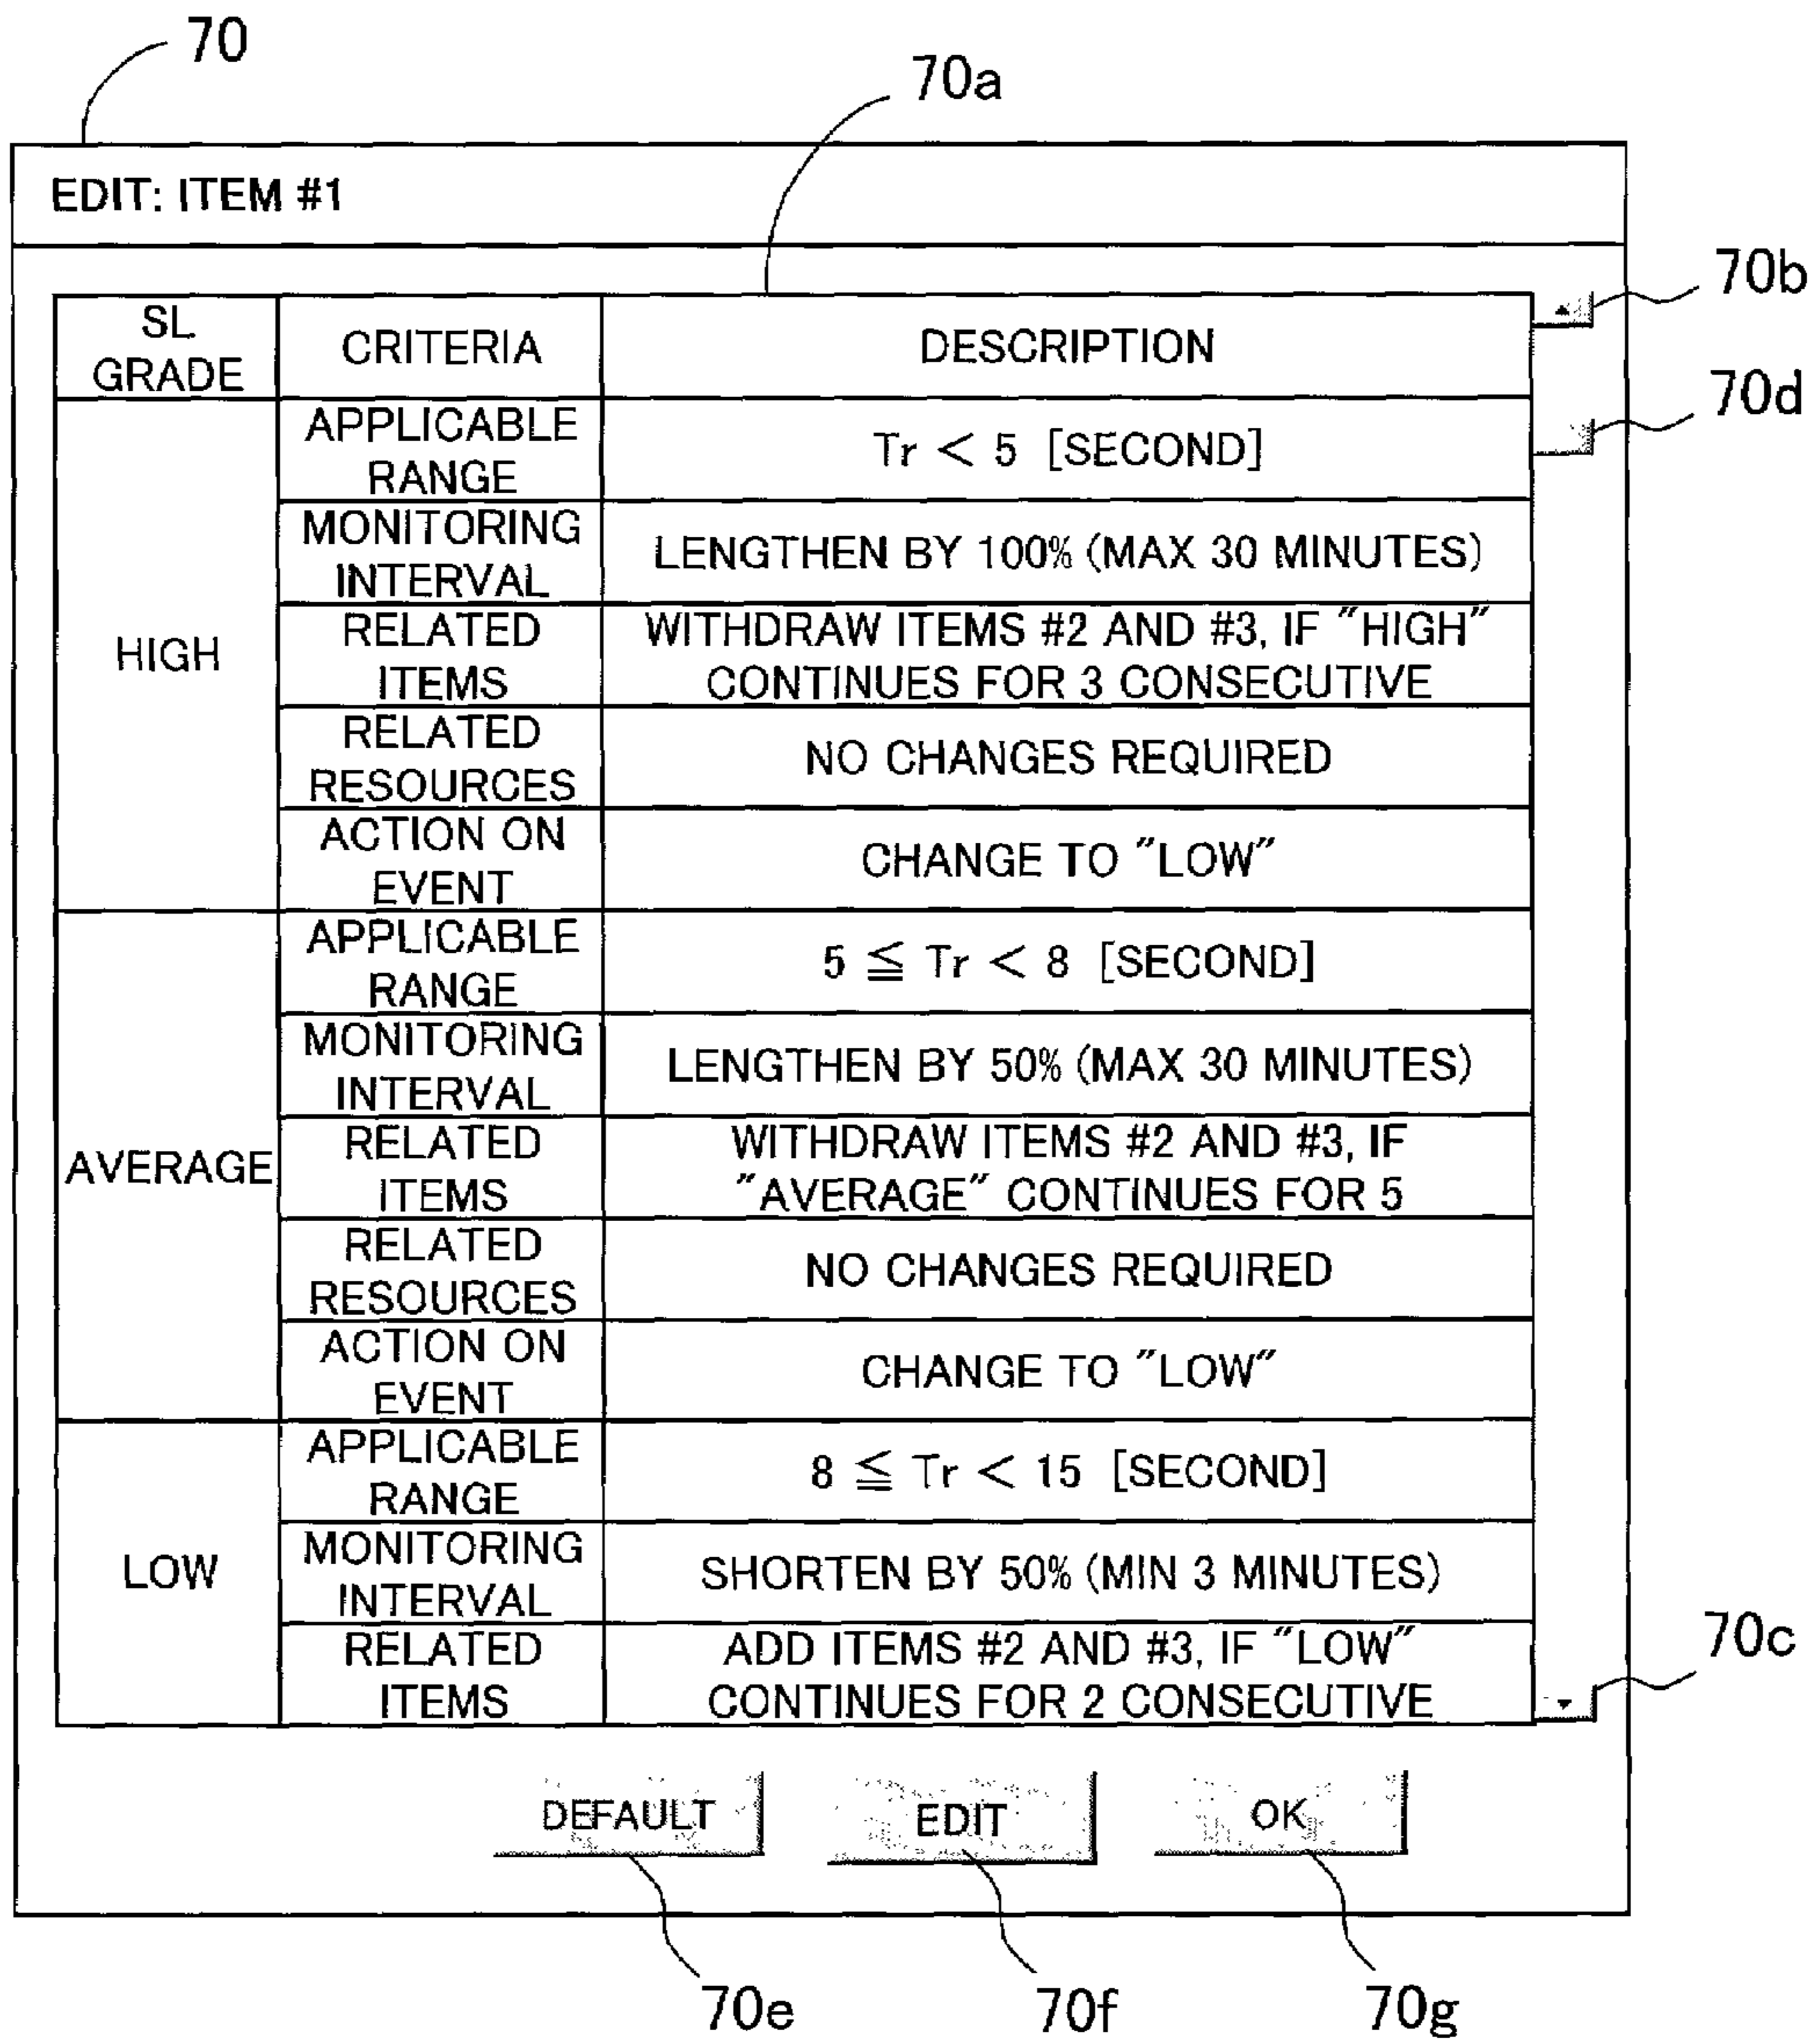 70
70a
EDIT: ITEM #1
70b
SL
GRADE
CRITERIA
DESCRIPTION
70d
HIGH
APPLICABLE
RANGE
Tr < 5 [SECOND]
MONITORING
INTERVAL
LENGTHEN BY 100% (MAX 30 MINUTES)
RELATED
ITEMS
WITHDRAW ITEMS #2 AND #3, IF "HIGH"
CONTINUES FOR 3 CONSECUTIVE
RELATED
RESOURCES
NO CHANGES REQUIRED
ACTION ON
EVENT
CHANGE TO "LOW"
AVERAGE
APPLICABLE
RANGE
5 ≦ Tr < 8 [SECOND]
MONITORING
INTERVAL
LENGTHEN BY 50% (MAX 30 MINUTES)
RELATED
ITEMS
WITHDRAW ITEMS #2 AND #3, IF
"AVERAGE" CONTINUES FOR 5
RELATED
RESOURCES
NO CHANGES REQUIRED
ACTION ON
EVENT
CHANGE TO "LOW"
LOW
APPLICABLE
RANGE
8 ≦ Tr < 15 [SECOND]
MONITORING
INTERVAL
SHORTEN BY 50% (MIN 3 MINUTES)
RELATED
ITEMS
ADD ITEMS #2 AND #3, IF "LOW"
CONTINUES FOR 2 CONSECUTIVE
70c
DEFAULT
EDIT
OK
70e
70f
70g